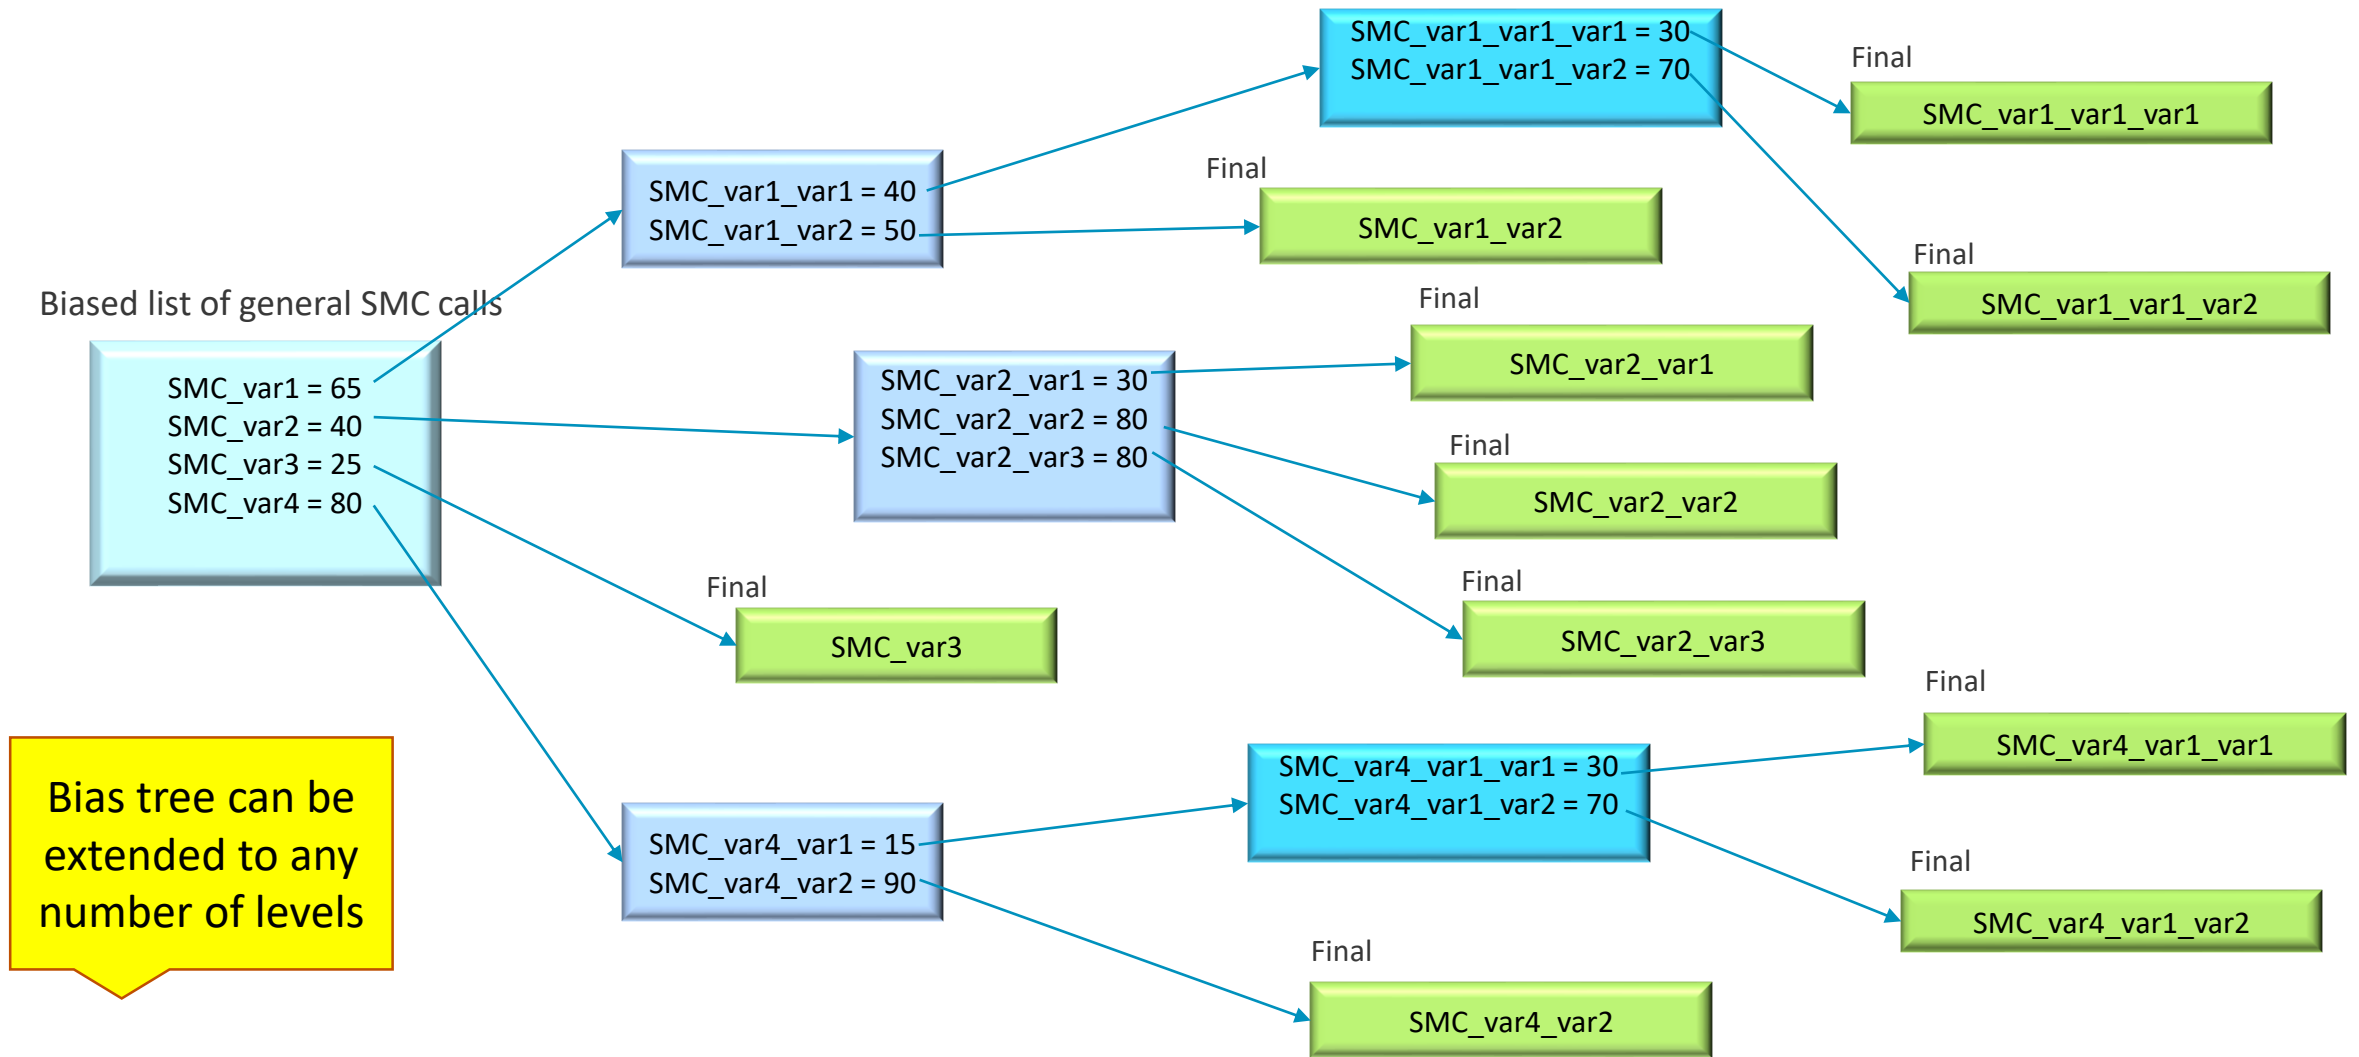 Biased list of general SMC calls
SMC_var1 = 65
SMC_var2 = 40
SMC_var3 = 25
SMC_var4 = 80
SMC_var1_var1 = 40
SMC_var1_var2 = 50
SMC_var1_var1_var1 = 30
SMC_var1_var1_var2 = 70
Final
SMC_var1_var1_var1
Final
SMC_var1_var1_var2
Final
SMC_var1_var2
SMC_var2_var1 = 30
SMC_var2_var2 = 80
SMC_var2_var3 = 80
Final
SMC_var2_var1
Final
SMC_var2_var2
Final
SMC_var2_var3
Final
SMC_var3
SMC_var4_var1 = 15
SMC_var4_var2 = 90
SMC_var4_var1_var1 = 30
SMC_var4_var1_var2 = 70
Final
SMC_var4_var1_var1
Final
SMC_var4_var1_var2
Final
SMC_var4_var2
Bias tree can be
extended to any
number of levels